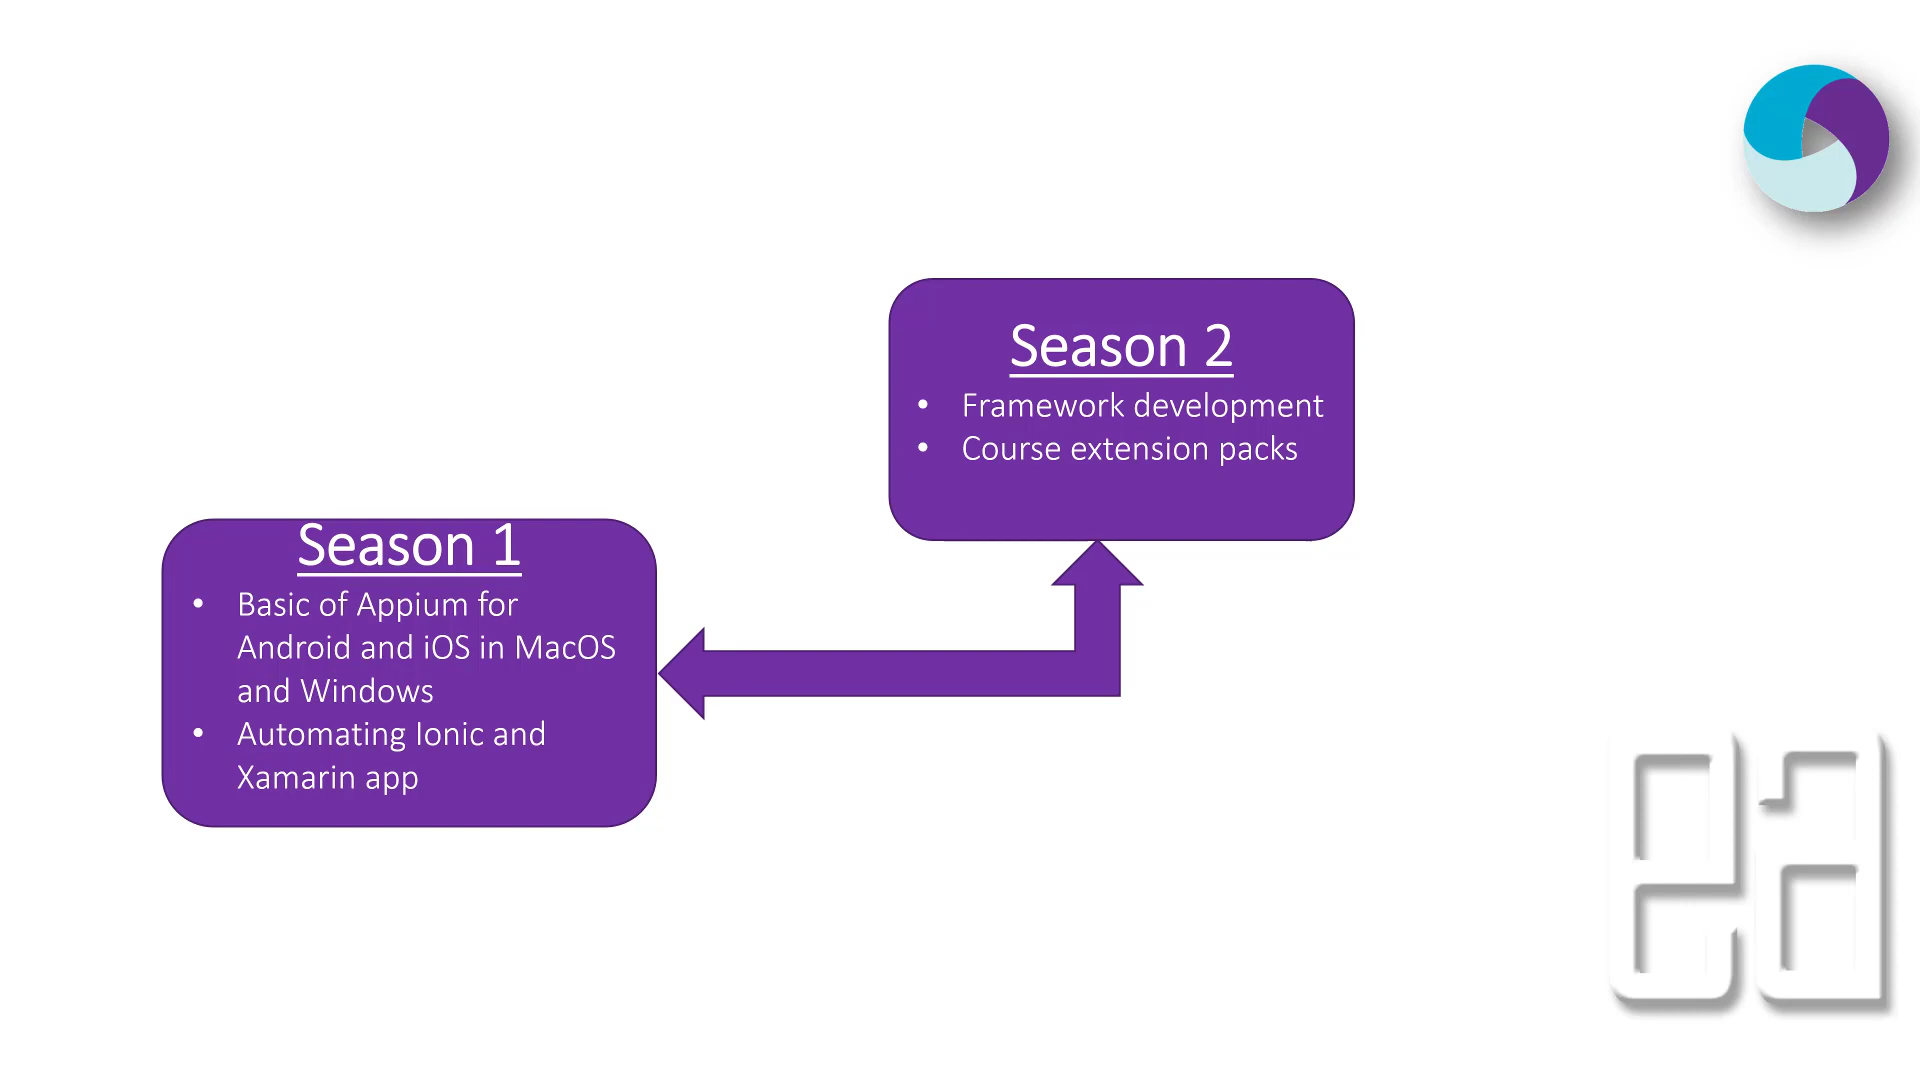 Season 2
• Framework development
• Course extension packs
Season 1
• Basic of Appium for
Android and iOS in MacOS
and Windows
• Automating Ionic and
Xamarin app
ea